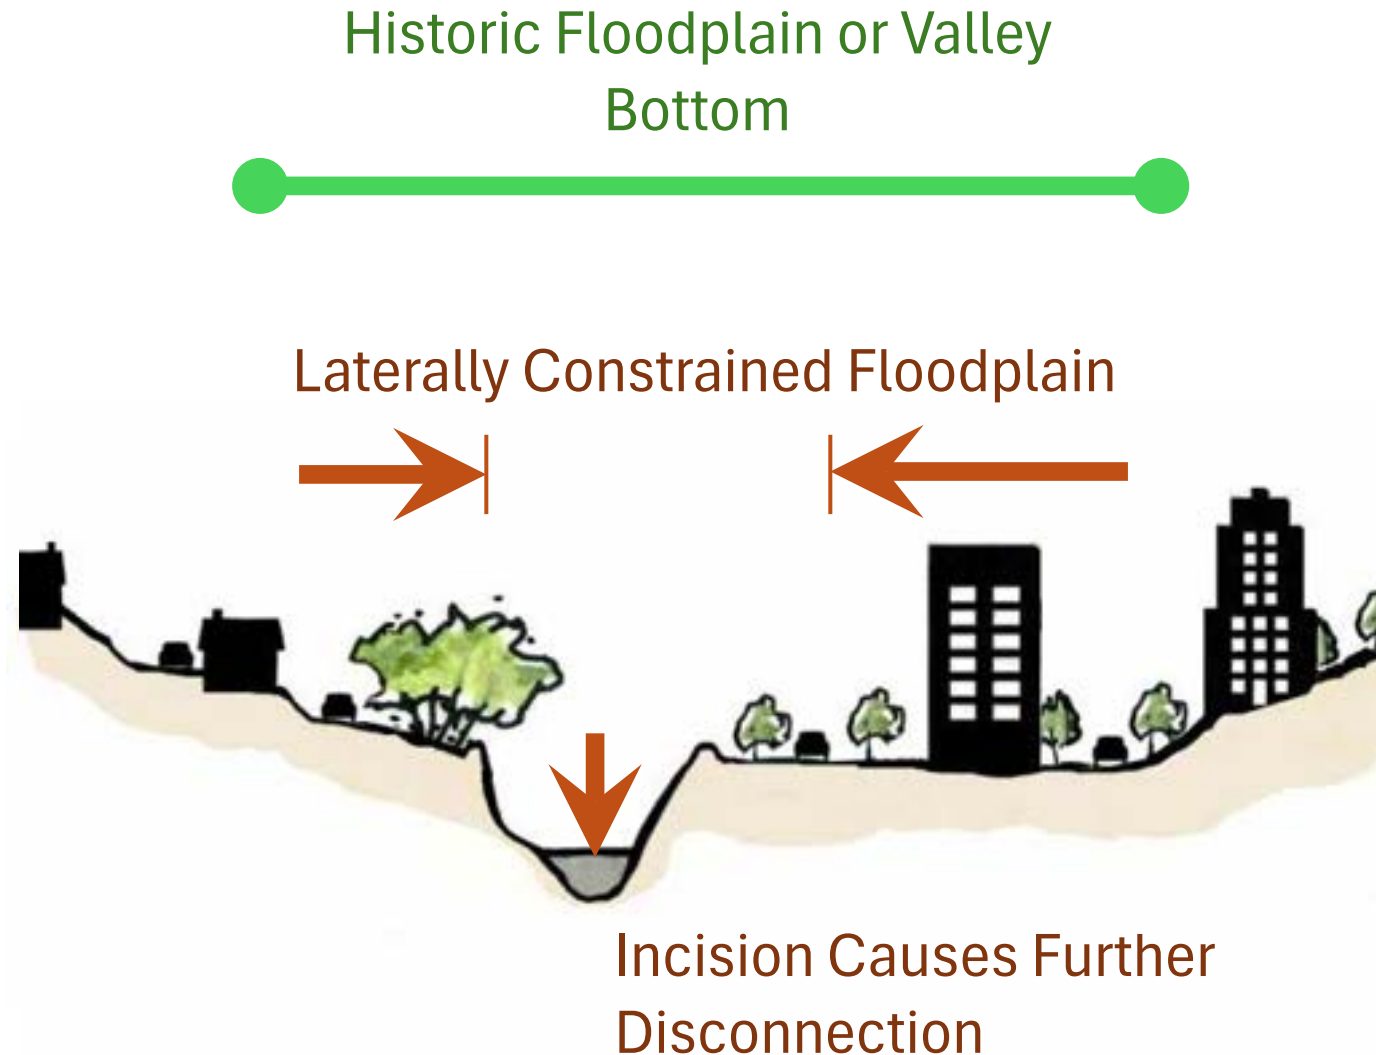 Historic Floodplain or Valley
Bottom
Laterally Constrained Floodplain
Incision Causes Further
Disconnection